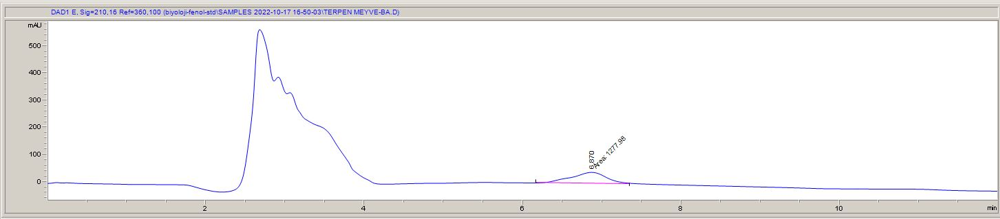 DAD1 E, Sig=210,16 Ref=360,100 (biyoloji-fenol-std\SAMPLES 2022-10-17 16-50-03\TERPEN MEYVE-BA.D)
mAU
500
400
300
200
100
0
6.870
Area: 1277.98
2 4 6 8 10 min